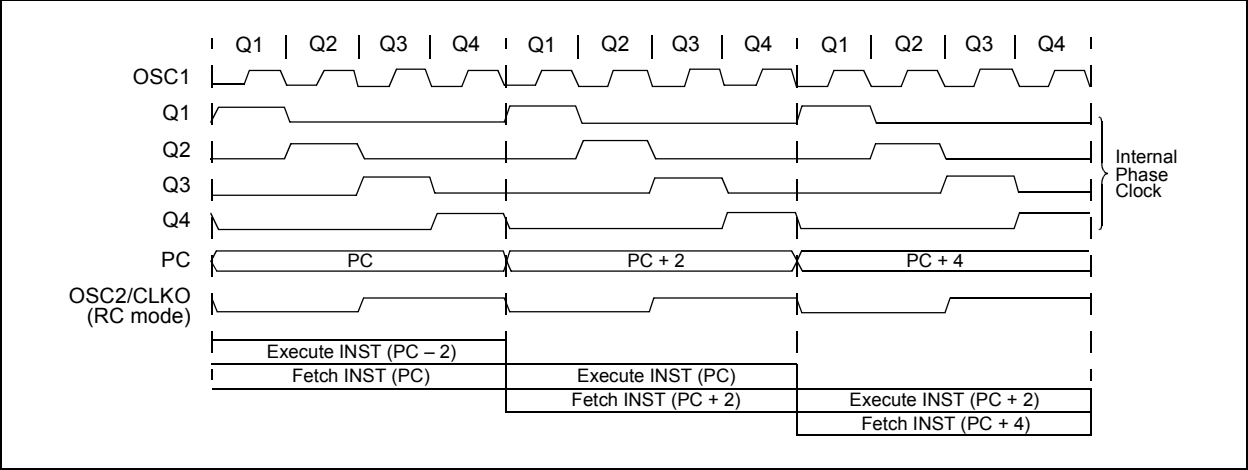 Q1 Q2 Q3 Q4 Q1 Q2 Q3 Q4 Q1 Q2 Q3 Q4
OSC1
Q1
Q2
Q3
Q4
Internal
Phase
Clock
PC PC PC + 2 PC + 4
OSC2/CLKO
(RC mode)
Execute INST (PC – 2)
Fetch INST (PC) Execute INST (PC)
Fetch INST (PC + 2) Execute INST (PC + 2)
Fetch INST (PC + 4)